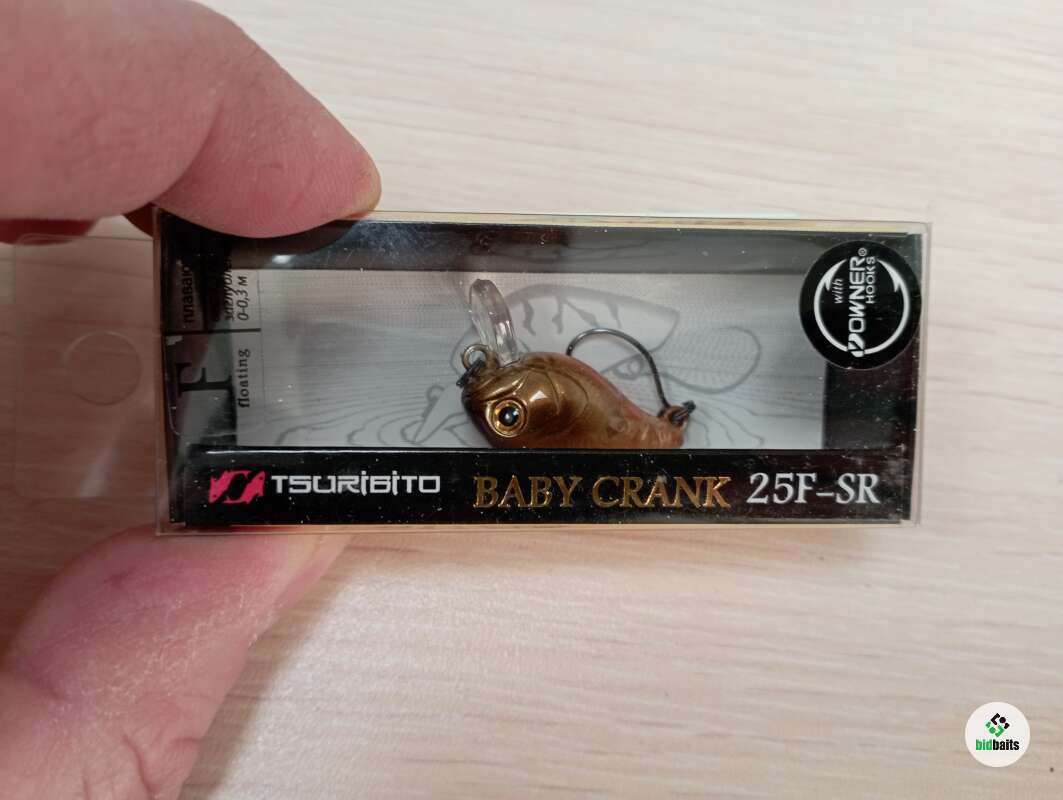 with
OWNER®
HOOKS
0-0,3 м
floating
F
TSURIBITO BABY CRANK 25F-SR
bidbaits